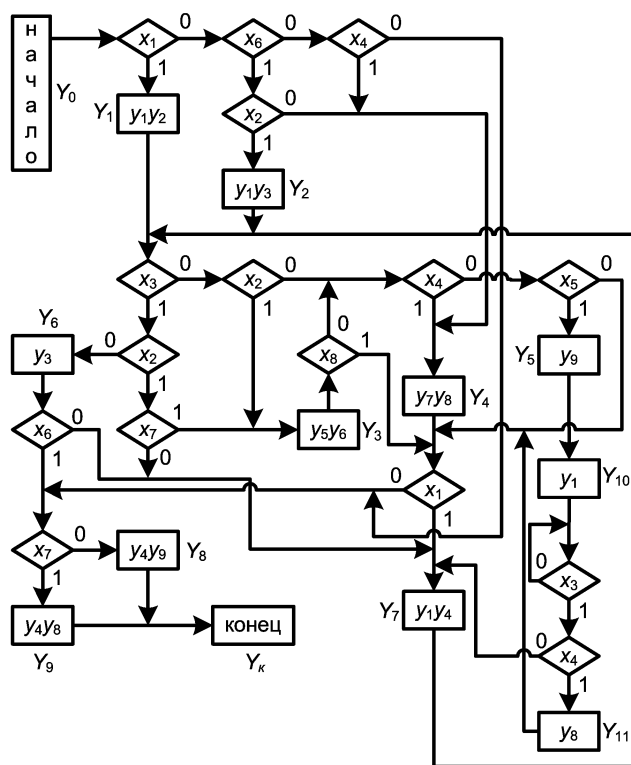 начало
Y₀
x₁ 0 x₆ 0 x₄ 0
1 1 1
Y₁ y₁y₂ x₂ 0
1
y₁y₃ Y₂
x₃ 0 x₂ 0 x₄ 0 x₅ 0
1 1 1 1
Y₆ 0
y₃ 0 x₂ x₈ 1 Y₅ y₉
1 y₇y₈ Y₄
x₆ 0 x₇ 1 y₅y₆ Y₃
1 0
0 x₁ y₁ Y₁₀
1
x₇ 0 y₄y₉ Y₈ 0 x₃
1 1
y₄y₈ конец Y₇ y₁y₄ 0 x₄
Y₉ Yк 1
y₈ Y₁₁